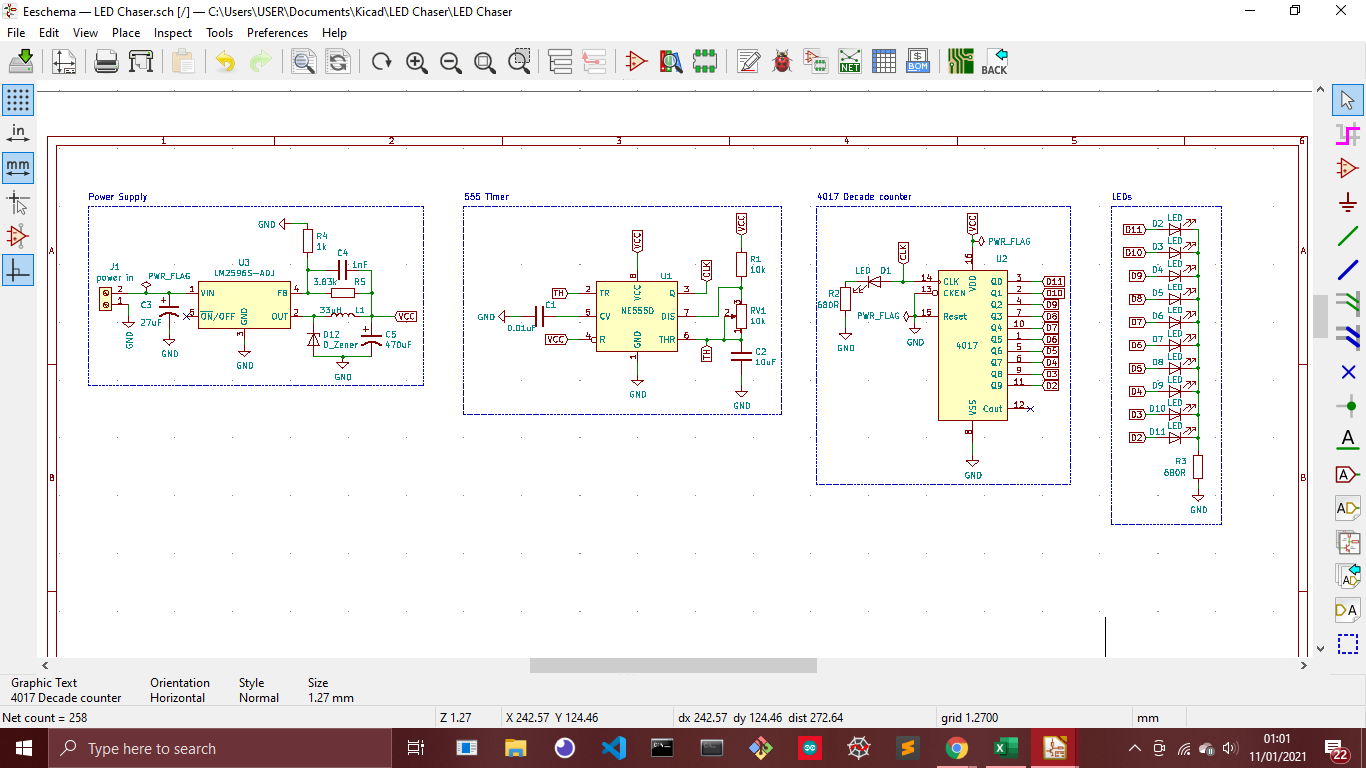 Eeschema — LED Chaser.sch [/] — C:\Users\USER\Documents\Kicad\LED Chaser\LED Chaser
File Edit View Place Inspect Tools Preferences Help
NET
BOM
BACK
in
mm
1 2 3 4 5 6
A
B
A
B
Power Supply
J1
power in
2
1
GND
PWR_FLAG
C3
27uF
GND
GND
R4
1k
U3
LM2596S-ADJ
1 VIN
FB 4
5 ON/OFF
GND
3
OUT 2
GND
C4
1nF
3.83k R5
33uH L1
VCC
D12
D_Zener
C5
470uF
GND
555 Timer
VCC
VCC
CLK
TH
GND
C1
0.01uF
VCC
8
U1
2 TR
VCC
Q 3
NE555D
5 CV
DIS 7
4 R
GND
THR 6
1
GND
R1
10k
3
2
RV1
10k
1
TH
C2
10uF
GND
4017 Decade counter
VCC
PWR_FLAG
CLK
U2
16
LED D1
R2
680R
GND
PWR_FLAG
GND
14 CLK
13 CKEN
15 Reset
VDD
4017
VSS
8
GND
Q0 3 D11
Q1 2 D10
Q2 4 D9
Q3 7 D8
Q4 10 D7
Q5 1 D6
Q6 5 D5
Q7 6 D4
Q8 9 D3
Q9 11 D2
Cout 12
LEDs
D11 D2 LED
D10 D3 LED
D9 D4 LED
D8 D5 LED
D7 D6 LED
D6 D7 LED
D5 D8 LED
D4 D9 LED
D3 D10 LED
D2 D11 LED
R3
680R
GND
A
A
AD
AD
DA
Graphic Text Orientation Style Size
4017 Decade counter Horizontal Normal 1.27 mm
Net count = 258 Z 1.27 X 242.57 Y 124.46 dx 242.57 dy 124.46 dist 272.64 grid 1.2700 mm
Type here to search
01:01
11/01/2021
22